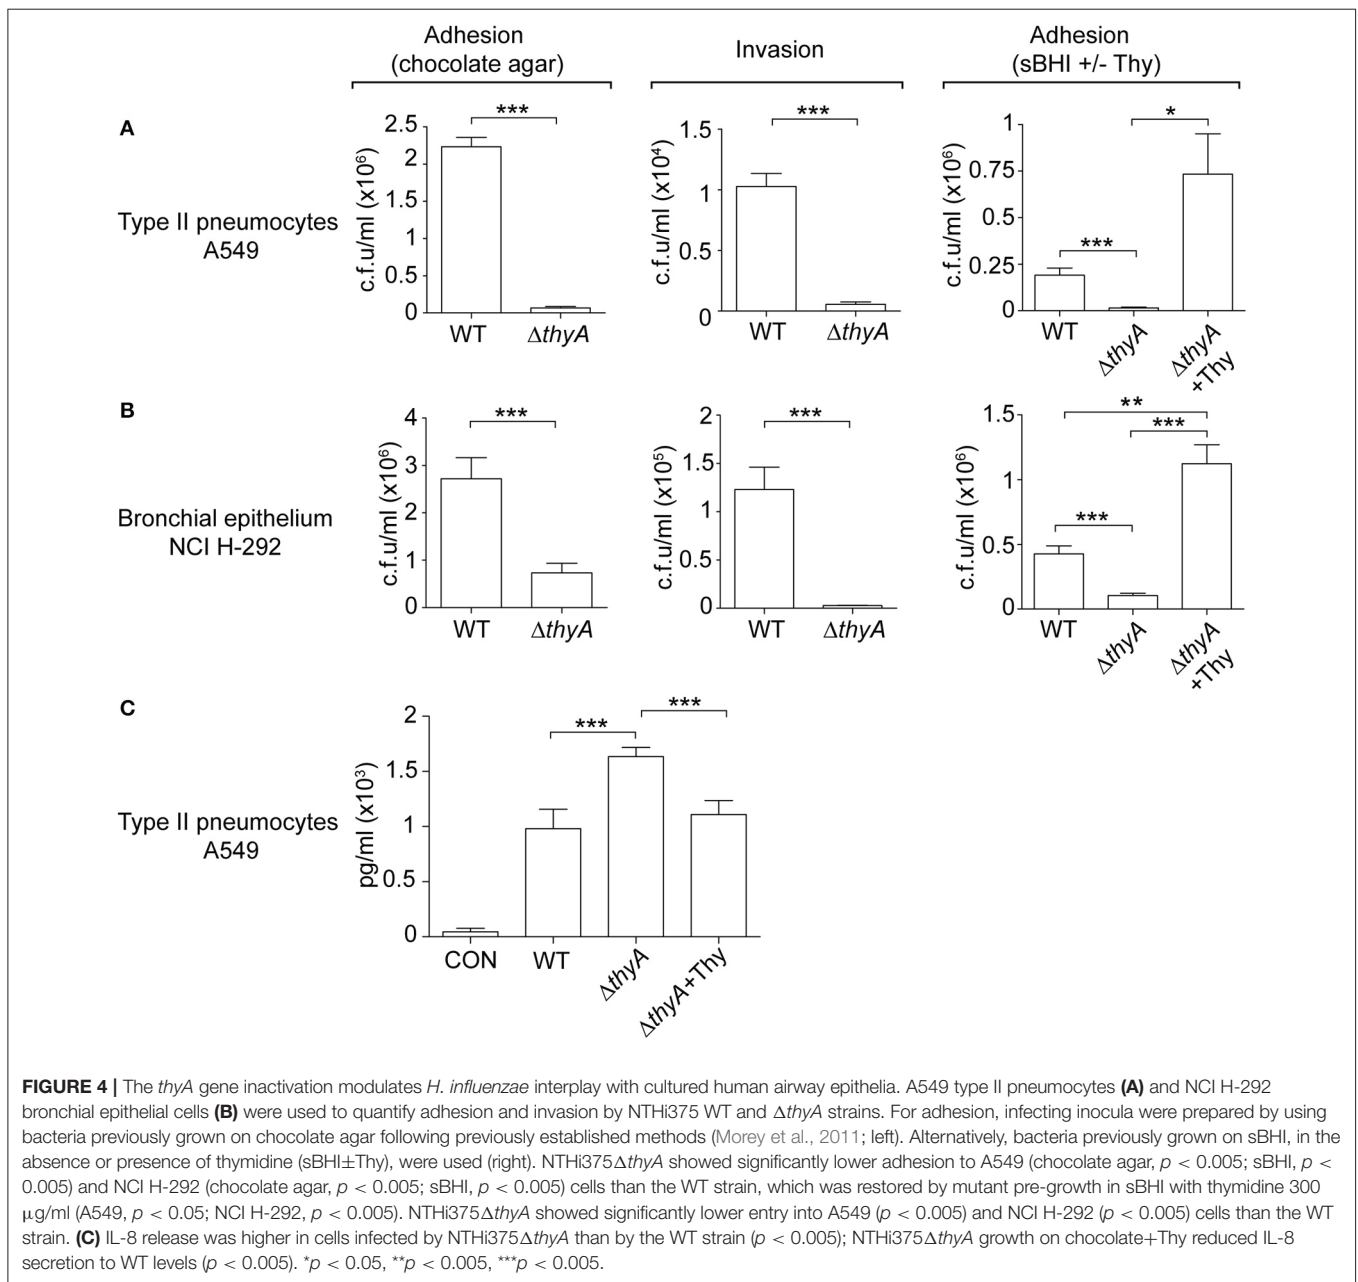 Adhesion
(chocolate agar)
Invasion
Adhesion
(sBHI +/- Thy)
A
Type II pneumocytes
A549
c.f.u/ml (x10⁶)
2.5
2
1.5
1
0.5
0
***
WT
ΔthyA
c.f.u/ml (x10⁴)
1.5
1
0.5
0
***
WT
ΔthyA
c.f.u/ml (x10⁶)
1
0.75
0.5
0.25
0
***
*
WT
ΔthyA
ΔthyA
+Thy
B
Bronchial epithelium
NCI H-292
c.f.u/ml (x10⁶)
4
3
2
1
0
***
WT
ΔthyA
c.f.u/ml (x10⁵)
2
1.5
1
0.5
0
***
WT
ΔthyA
c.f.u/ml (x10⁶)
1.5
1
0.5
0
**
***
***
WT
ΔthyA
ΔthyA
+Thy
C
Type II pneumocytes
A549
pg/ml (x10³)
2
1.5
1
0.5
0
***
***
CON
WT
ΔthyA
ΔthyA+Thy
FIGURE 4 | The thyA gene inactivation modulates H. influenzae interplay with cultured human airway epithelia. A549 type II pneumocytes (A) and NCI H-292
bronchial epithelial cells (B) were used to quantify adhesion and invasion by NTHi375 WT and ΔthyA strains. For adhesion, infecting inocula were prepared by using
bacteria previously grown on chocolate agar following previously established methods (Morey et al., 2011; left). Alternatively, bacteria previously grown on sBHI, in the
absence or presence of thymidine (sBHI±Thy), were used (right). NTHi375ΔthyA showed significantly lower adhesion to A549 (chocolate agar, p < 0.005; sBHI, p <
0.005) and NCI H-292 (chocolate agar, p < 0.005; sBHI, p < 0.005) cells than the WT strain, which was restored by mutant pre-growth in sBHI with thymidine 300
μg/ml (A549, p < 0.05; NCI H-292, p < 0.005). NTHi375ΔthyA showed significantly lower entry into A549 (p < 0.005) and NCI H-292 (p < 0.005) cells than the WT
strain. (C) IL-8 release was higher in cells infected by NTHi375ΔthyA than by the WT strain (p < 0.005); NTHi375ΔthyA growth on chocolate+Thy reduced IL-8
secretion to WT levels (p < 0.005). *p < 0.05, **p < 0.005, ***p < 0.005.